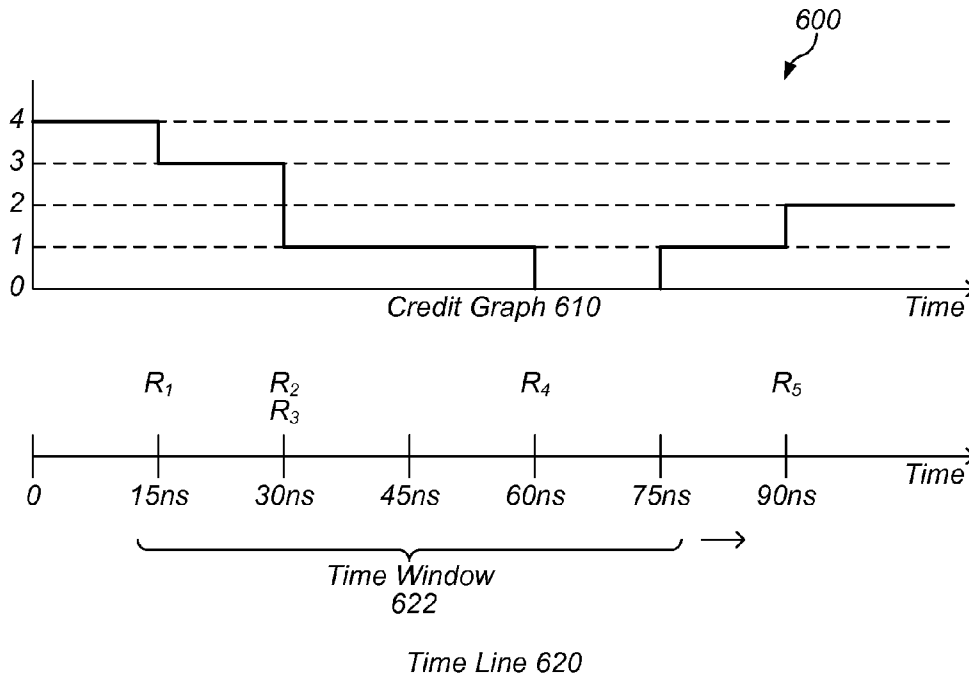 600
4
3
2
1
0
Credit Graph 610
Time
R1 R2 R4 R5
R3
Time
0 15ns 30ns 45ns 60ns 75ns 90ns
Time Window
622
Time Line 620